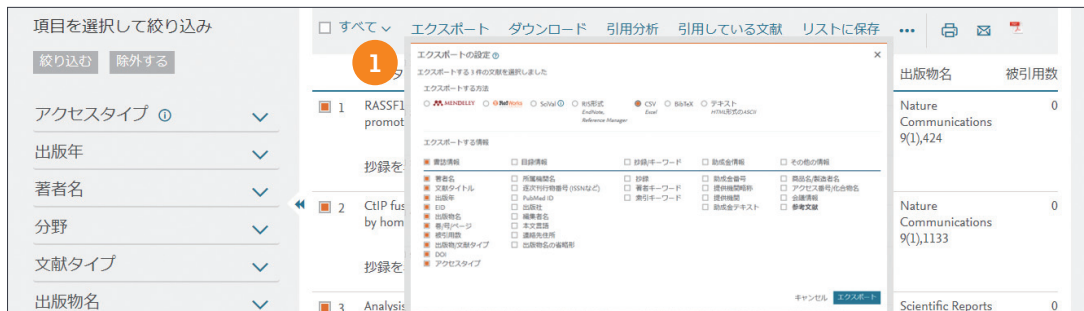 項目を選択して絞り込み
絞り込む 除外する
アクセスタイプ
出版年
著者名
分野
文献タイプ
出版物名
すべて エクスポート ダウンロード 引用分析 引用している文献 リストに保存 •••
1
出版物名 被引用数
1 RASSF1
promot
抄録を
Nature 0
Communications
9(1),424
2 CtIP fus
by hom
抄録を
Nature 0
Communications
9(1),1133
3 Analysis
Scientific Reports 0
エクスポートの設定 ×
エクスポートする3件の文献を選択しました
エクスポートする方法
MENDELEY RefWorks SciVal RIS形式 CSV BibTeX テキスト
EndNote, Excel HTML形式のASCII
Reference Manager
エクスポートする情報
書誌情報 目録情報 抄録/キーワード 助成金情報 その他の情報
著者名 所属機関名 抄録 助成金番号 商品名/製造者名
文献タイトル 逐次刊行物番号(ISSNなど) 著者キーワード 提供機関略称 アクセス番号/化合物名
出版年 PubMed ID 索引キーワード 提供機関 会議情報
EID 出版社 助成金テキスト 参考文献
出版物名 編集者名
巻/号/ページ 本文言語
被引用数 連絡先住所
出版物/文献タイプ 出版物名の省略形
DOI
アクセスタイプ
キャンセル エクスポート